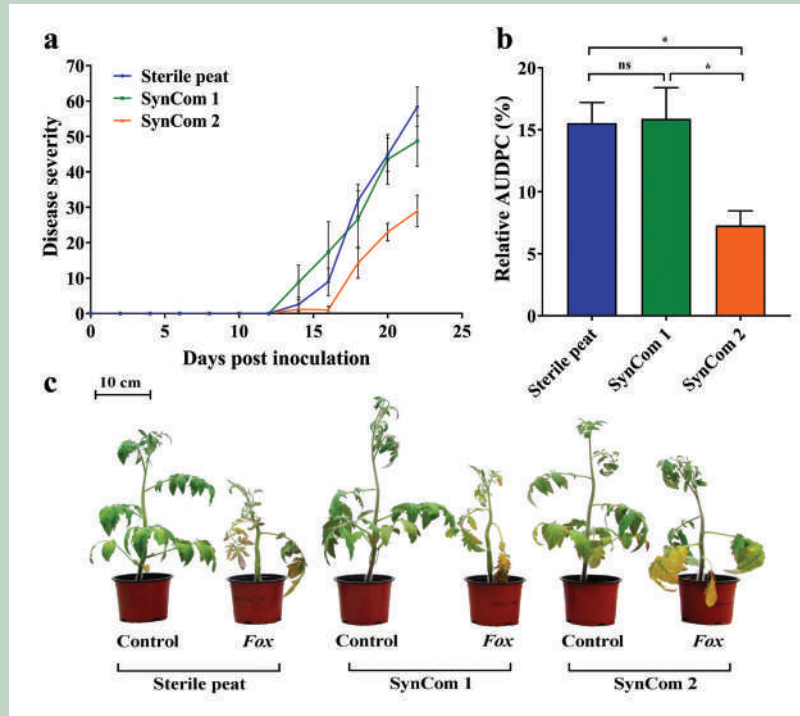 a
Disease severity
70
60
50
40
30
20
10
0
Sterile peat
SynCom 1
SynCom 2
0 5 10 15 20 25
Days post inoculation
b
Relative AUDPC (%)
20
15
10
5
0
*
ns *
Sterile peat
SynCom 1
SynCom 2
c
10 cm
Control Fox Control Fox Control Fox
Sterile peat SynCom 1 SynCom 2